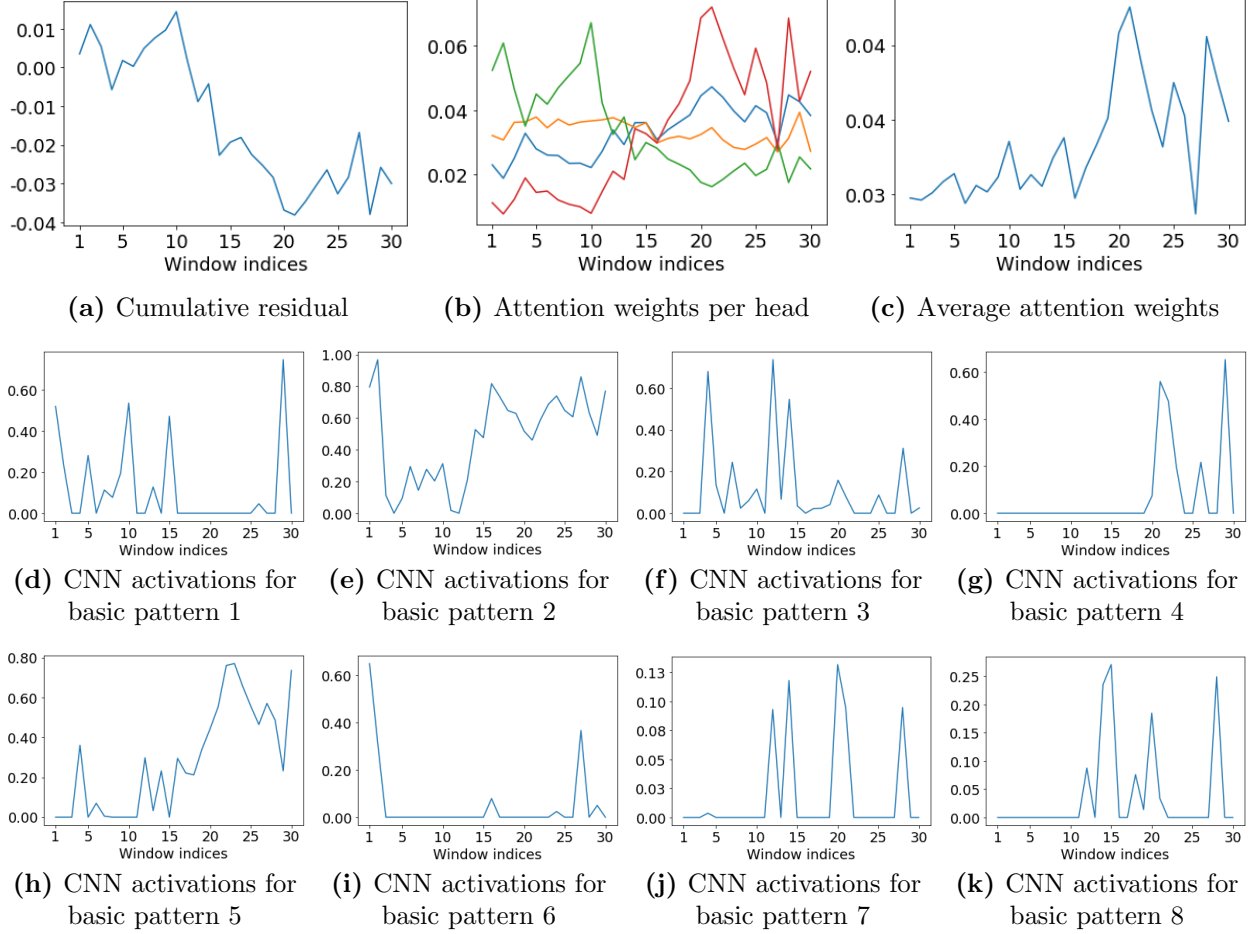 0.01
0.00
-0.01
-0.01
-0.02
-0.03
-0.03
-0.04
1 5 10 15 20 25 30
Window indices
(a) Cumulative residual
0.06
0.04
0.02
1 5 10 15 20 25 30
Window indices
(b) Attention weights per head
0.04
0.04
0.03
1 5 10 15 20 25 30
Window indices
(c) Average attention weights
0.60
0.40
0.20
0.00
1 5 10 15 20 25 30
Window indices
(d) CNN activations for
basic pattern 1
1.00
0.80
0.60
0.40
0.20
0.00
1 5 10 15 20 25 30
Window indices
(e) CNN activations for
basic pattern 2
0.60
0.40
0.20
0.00
1 5 10 15 20 25 30
Window indices
(f) CNN activations for
basic pattern 3
0.60
0.40
0.20
0.00
1 5 10 15 20 25 30
Window indices
(g) CNN activations for
basic pattern 4
0.80
0.60
0.40
0.20
0.00
1 5 10 15 20 25 30
Window indices
(h) CNN activations for
basic pattern 5
0.60
0.40
0.20
0.00
1 5 10 15 20 25 30
Window indices
(i) CNN activations for
basic pattern 6
0.13
0.10
0.08
0.05
0.03
0.00
1 5 10 15 20 25 30
Window indices
(j) CNN activations for
basic pattern 7
0.25
0.20
0.15
0.10
0.05
0.00
1 5 10 15 20 25 30
Window indices
(k) CNN activations for
basic pattern 8